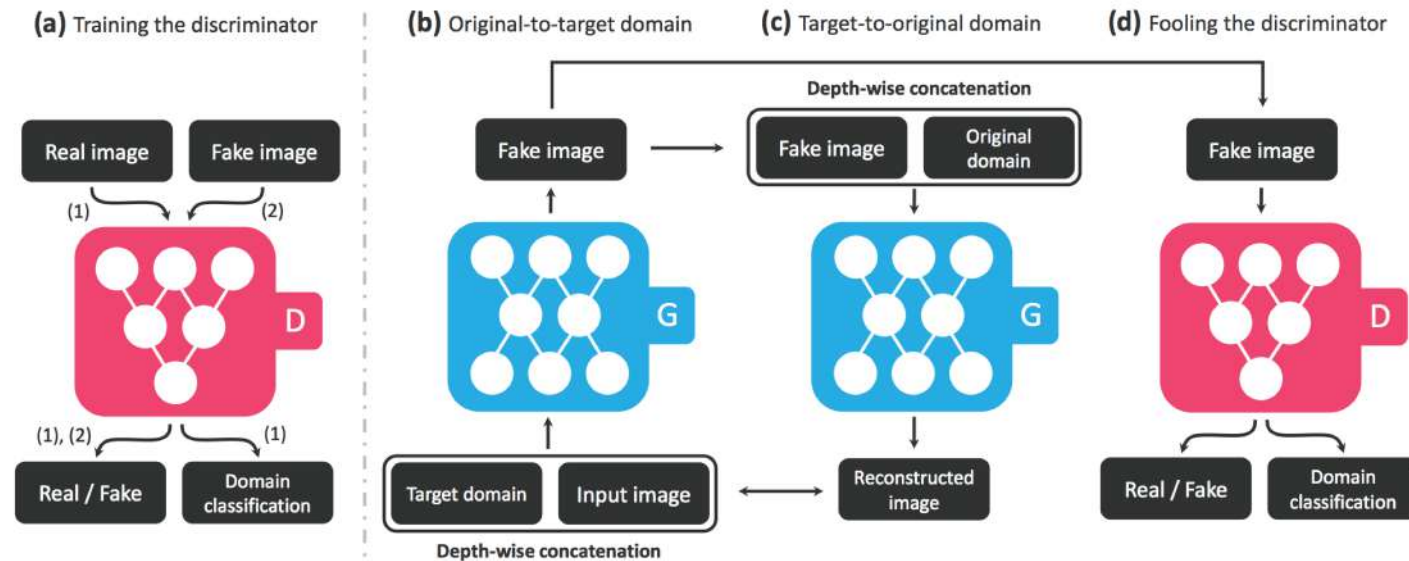 (a) Training the discriminator
Real image
Fake image
(1)
(2)
D
(1), (2)
(1)
Real / Fake
Domain
classification
(b) Original-to-target domain
Fake image
G
Target domain
Input image
Depth-wise concatenation
(c) Target-to-original domain
Depth-wise concatenation
Fake image
Original
domain
G
Reconstructed
image
(d) Fooling the discriminator
Fake image
D
Real / Fake
Domain
classification